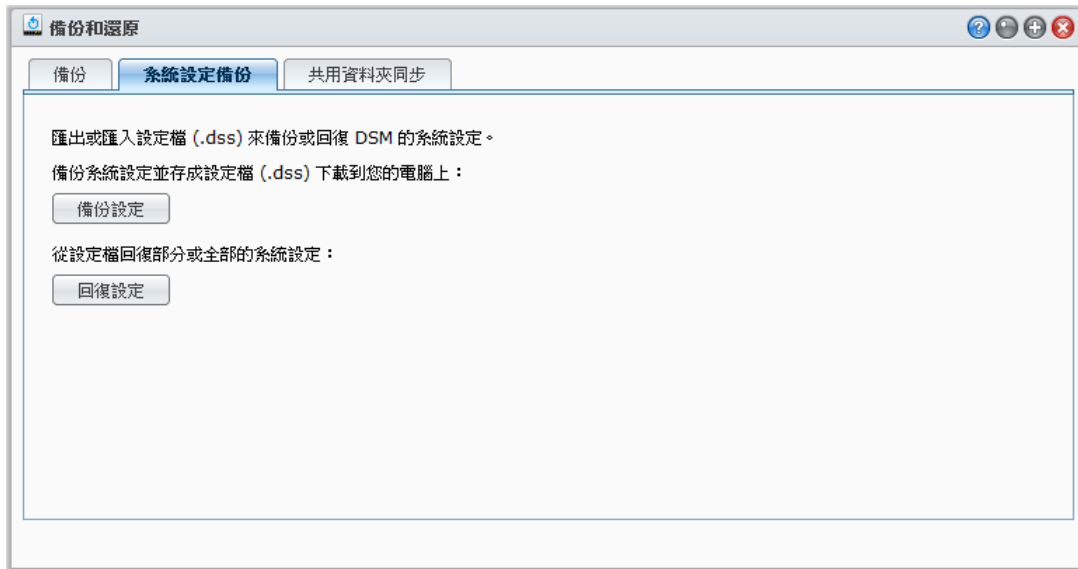 備份和還原
備份 系統設定備份 共用資料夾同步
匯出或匯入設定檔 (.dss) 來備份或回復 DSM 的系統設定。
備份系統設定並存成設定檔 (.dss) 下載到您的電腦上：
備份設定
從設定檔回復部分或全部的系統設定：
回復設定